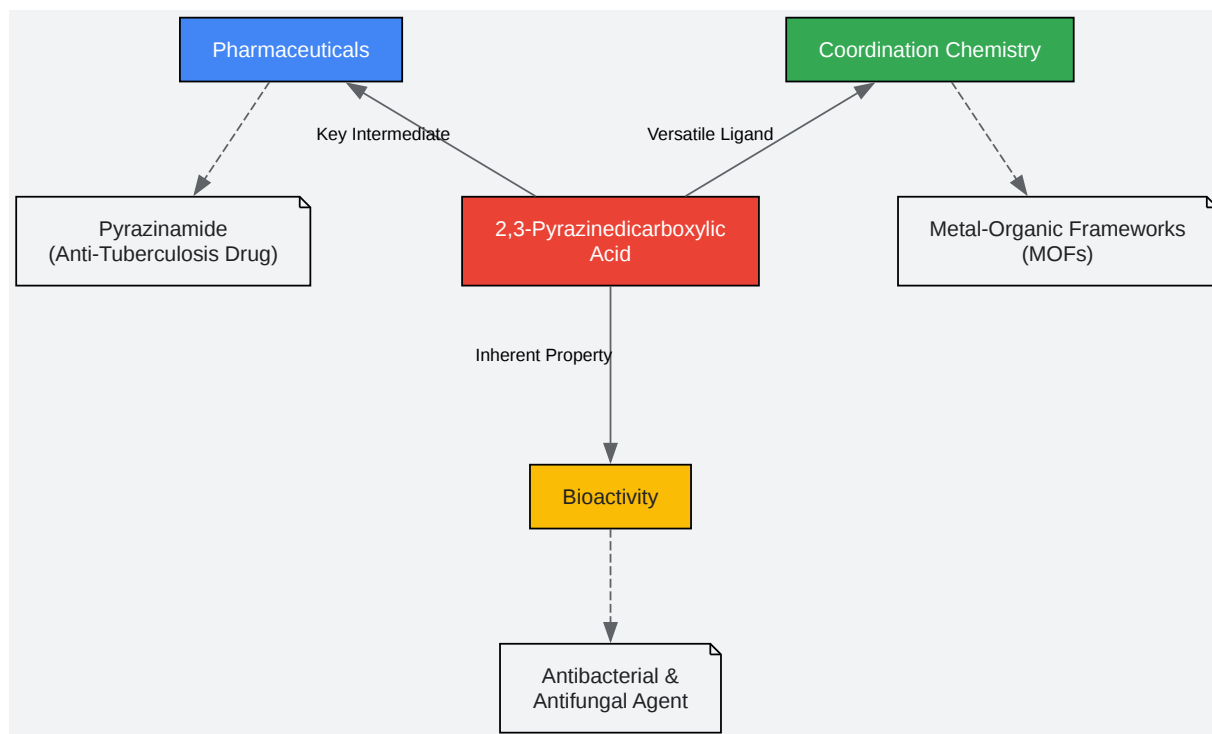 Pharmaceuticals
Coordination Chemistry
Key Intermediate
Versatile Ligand
Pyrazinamide
(Anti-Tuberculosis Drug)
2,3-Pyrazinedicarboxylic
Acid
Metal-Organic Frameworks
(MOFs)
Inherent Property
Bioactivity
Antibacterial &
Antifungal Agent